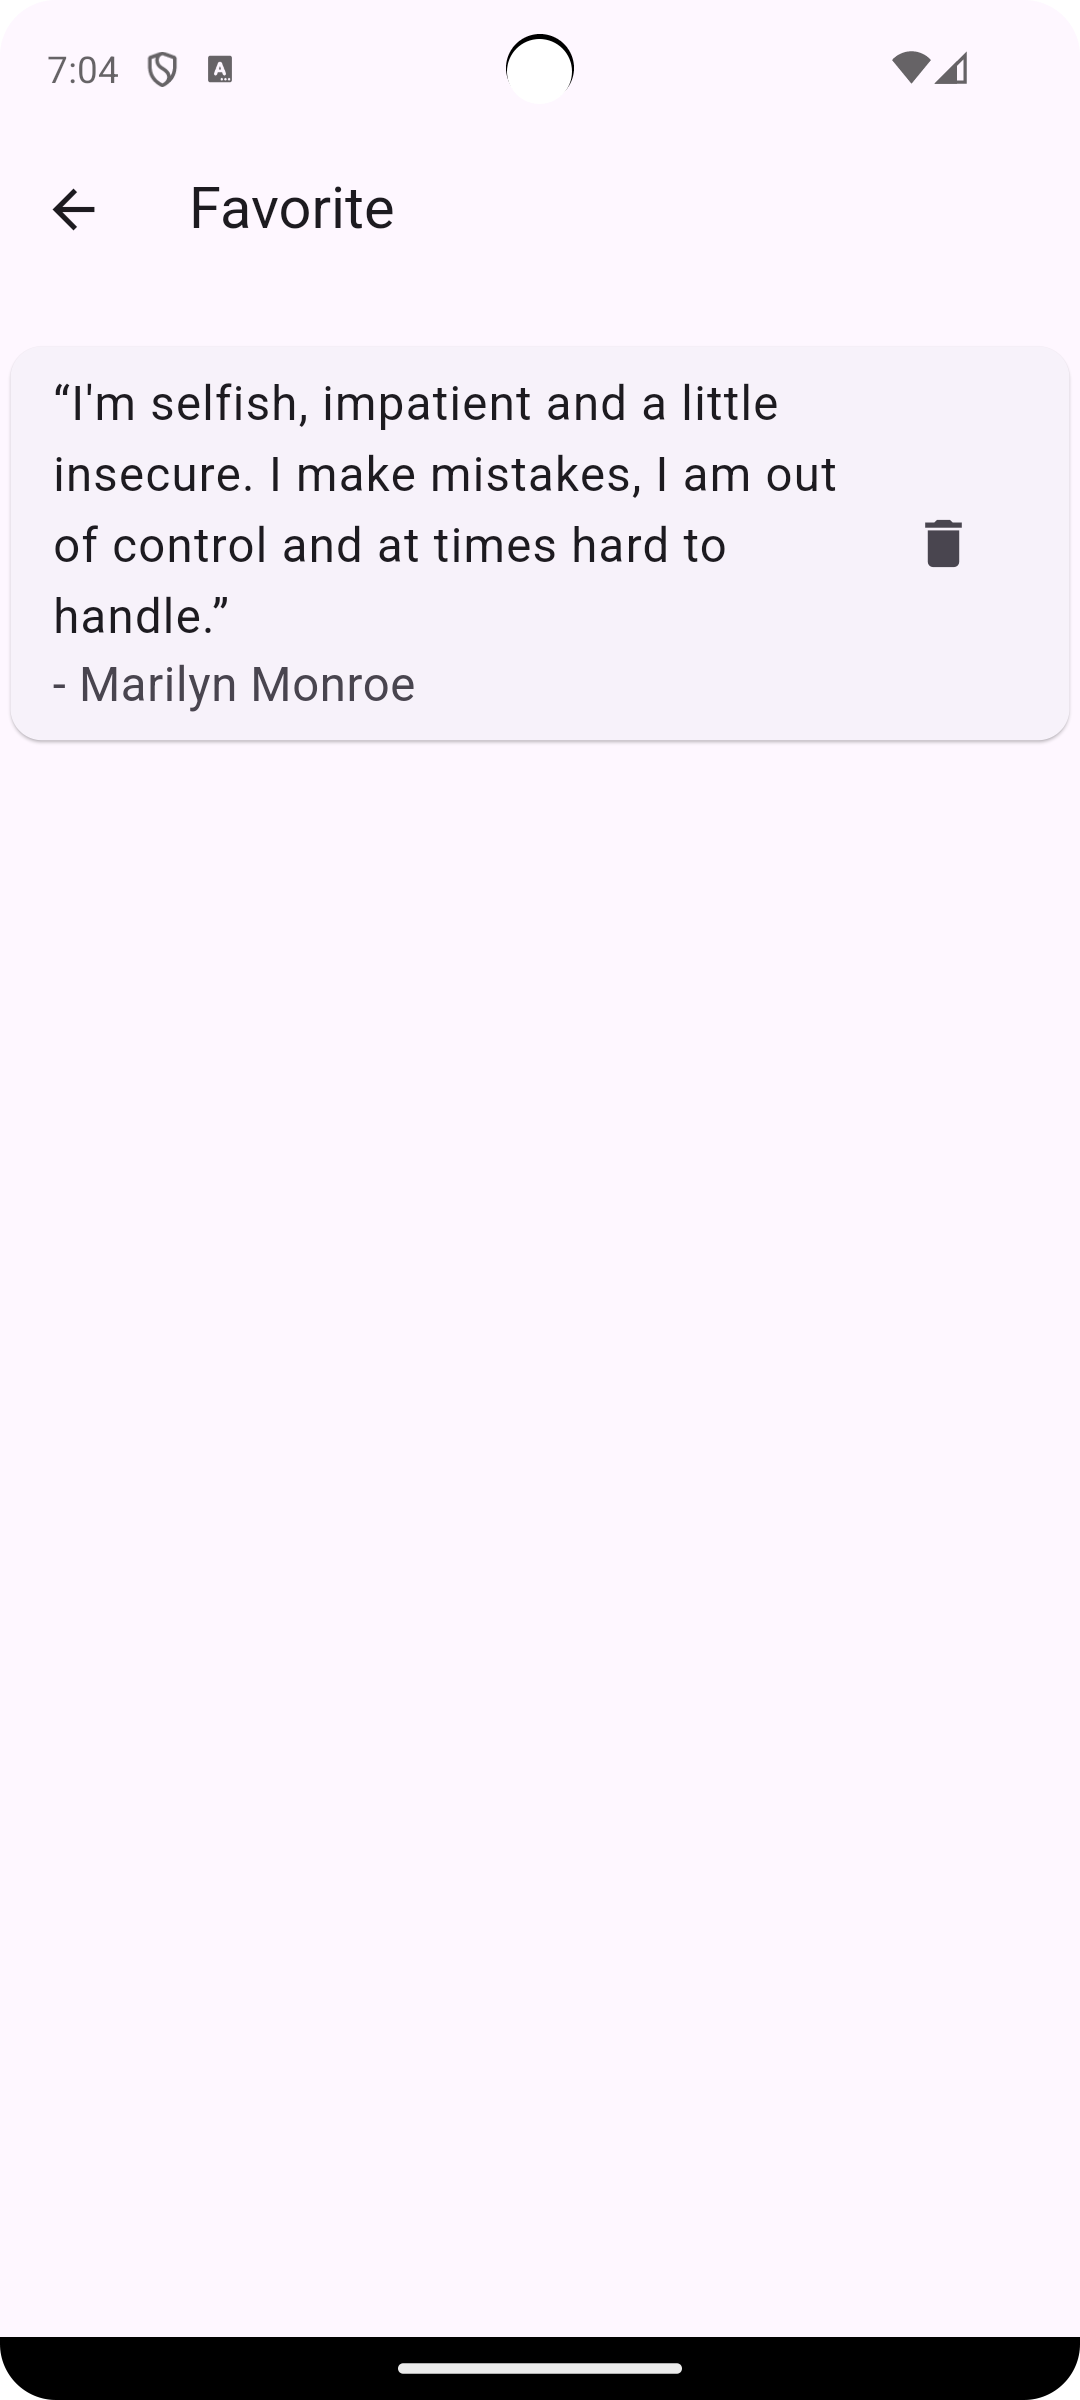 7:04
Favorite
“I'm selfish, impatient and a little
insecure. I make mistakes, I am out
of control and at times hard to
handle.”
- Marilyn Monroe